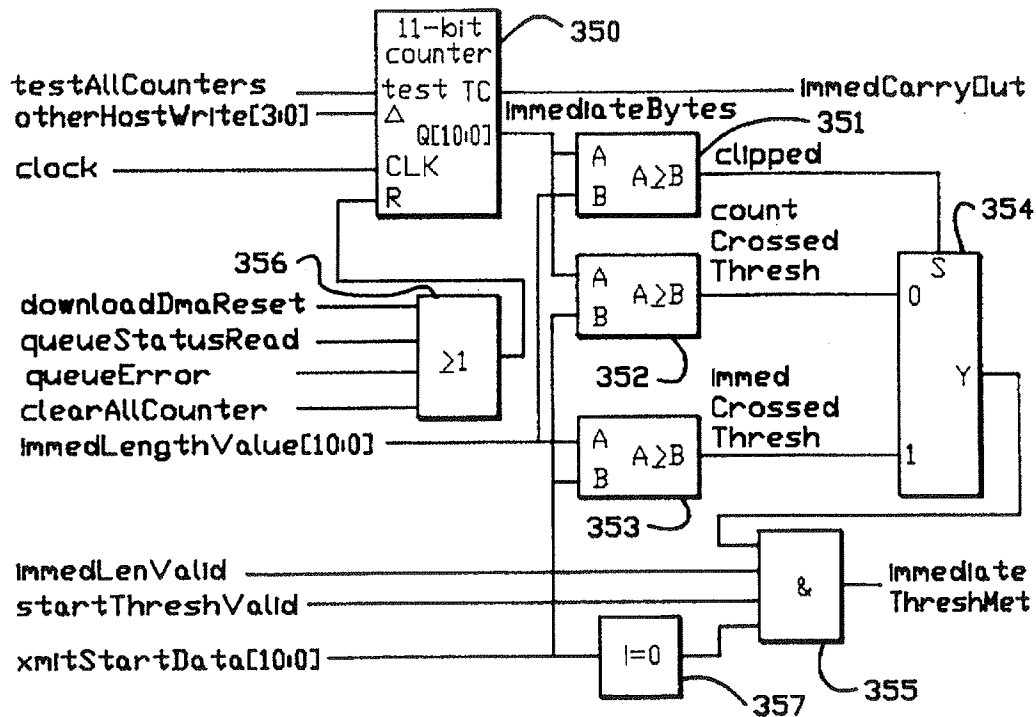 11-bit
counter
350
testAllCounters
test TC
immedCarryOut
otherHostWrite[3:0]
Δ
ImmediateBytes
Q[10:0]
351
clock
CLK
A
A≥B
clipped
R
B
count
Crossed
Thresh
354
S
356
A
A≥B
0
downloadDmaReset
B
queueStatusRead
≥1
352
Y
queueError
immed
Crossed
Thresh
clearAllCounter
immedLengthValue[10:0]
A
A≥B
1
B
353
immedLenValid
&
immediate
ThreshMet
startThreshValid
xmitStartData[10:0]
!=0
357
355